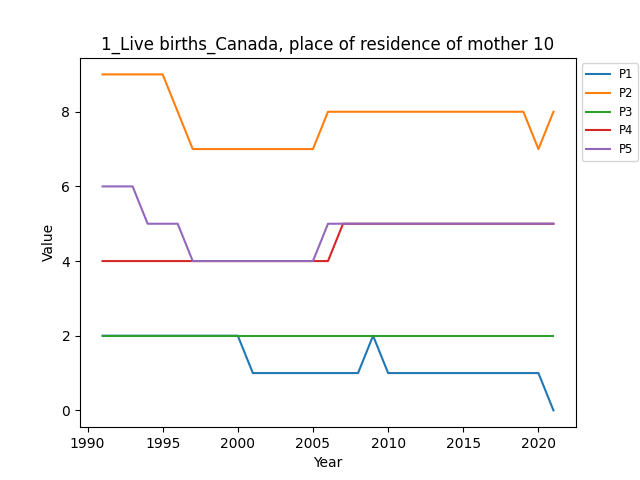 1_Live births_Canada, place of residence of mother 10
P1
P2
P3
P4
P5
8
6
4
2
0
Value
1990
1995
2000
2005
2010
2015
2020
Year